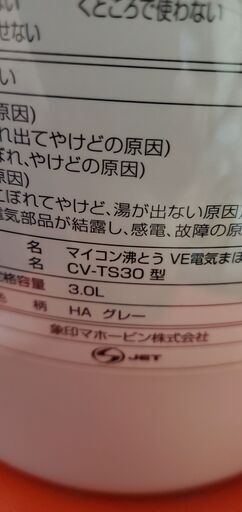 ない
くところで使わない
せない
い
原因)
れ出てやけどの原因)
ぼれ、やけどの原因)
こぼれてやけど、湯が出ない原因)
電気部品が結露し、感電、故障の原
名 マイコン沸とう VE電気まほ
名 CV-TS30 型
格容量 3.0L
色 柄 HA グレー
象印マホービン株式会社
JET